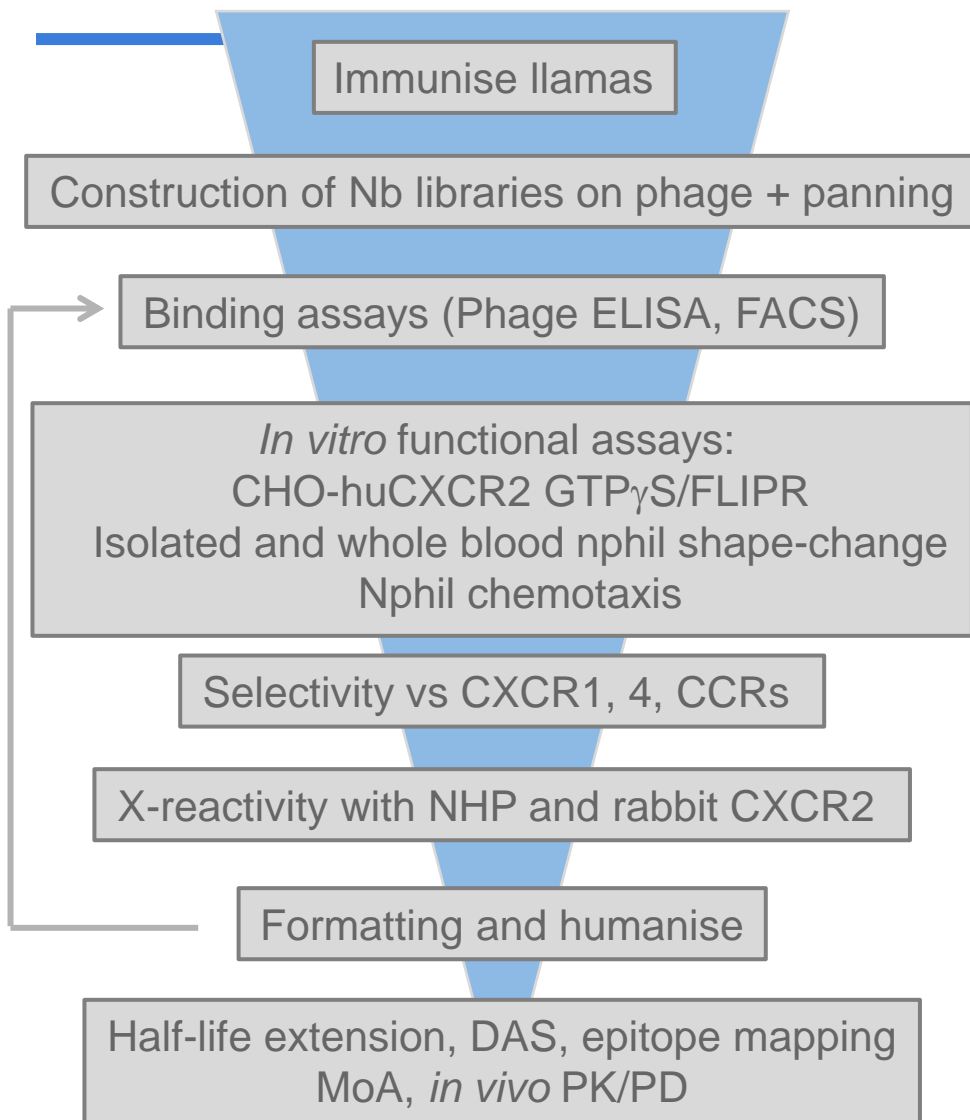 Immunise llamas
Construction of Nb libraries on phage + panning
Binding assays (Phage ELISA, FACS)
In vitro functional assays:
CHO-huCXCR2 GTPγS/FLIPR
Isolated and whole blood nphil shape-change
Nphil chemotaxis
Selectivity vs CXCR1, 4, CCRs
X-reactivity with NHP and rabbit CXCR2
Formatting and humanise
Half-life extension, DAS, epitope mapping
MoA, in vivo PK/PD